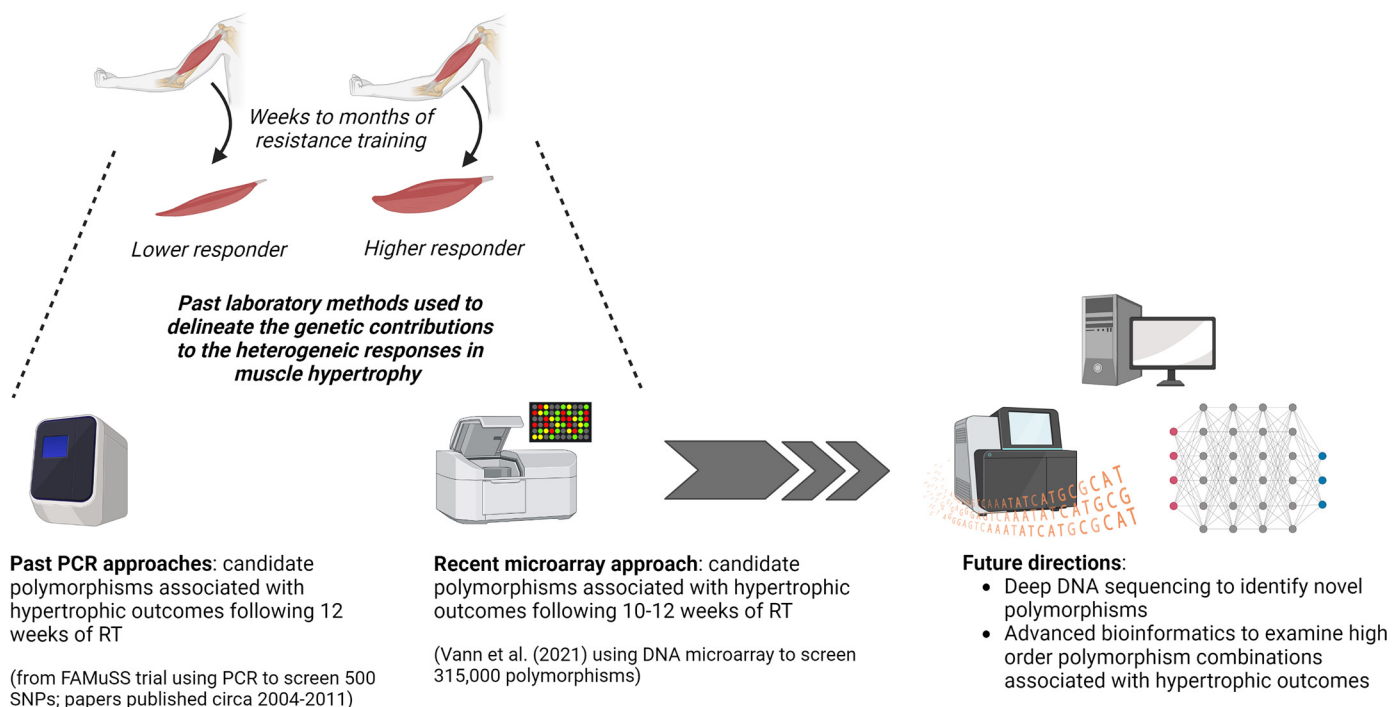 Weeks to months of
resistance training
Lower responder
Higher responder
Past laboratory methods used to
delineate the genetic contributions
to the heterogeneic responses in
muscle hypertrophy
Past PCR approaches: candidate
polymorphisms associated with
hypertrophic outcomes following 12
weeks of RT
(from FAMuSS trial using PCR to screen 500
SNPs; papers published circa 2004-2011)
Recent microarray approach: candidate
polymorphisms associated with hypertrophic
outcomes following 10-12 weeks of RT
(Vann et al. (2021) using DNA microarray to screen
315,000 polymorphisms)
Future directions:
• Deep DNA sequencing to identify novel
polymorphisms
• Advanced bioinformatics to examine high
order polymorphism combinations
associated with hypertrophic outcomes